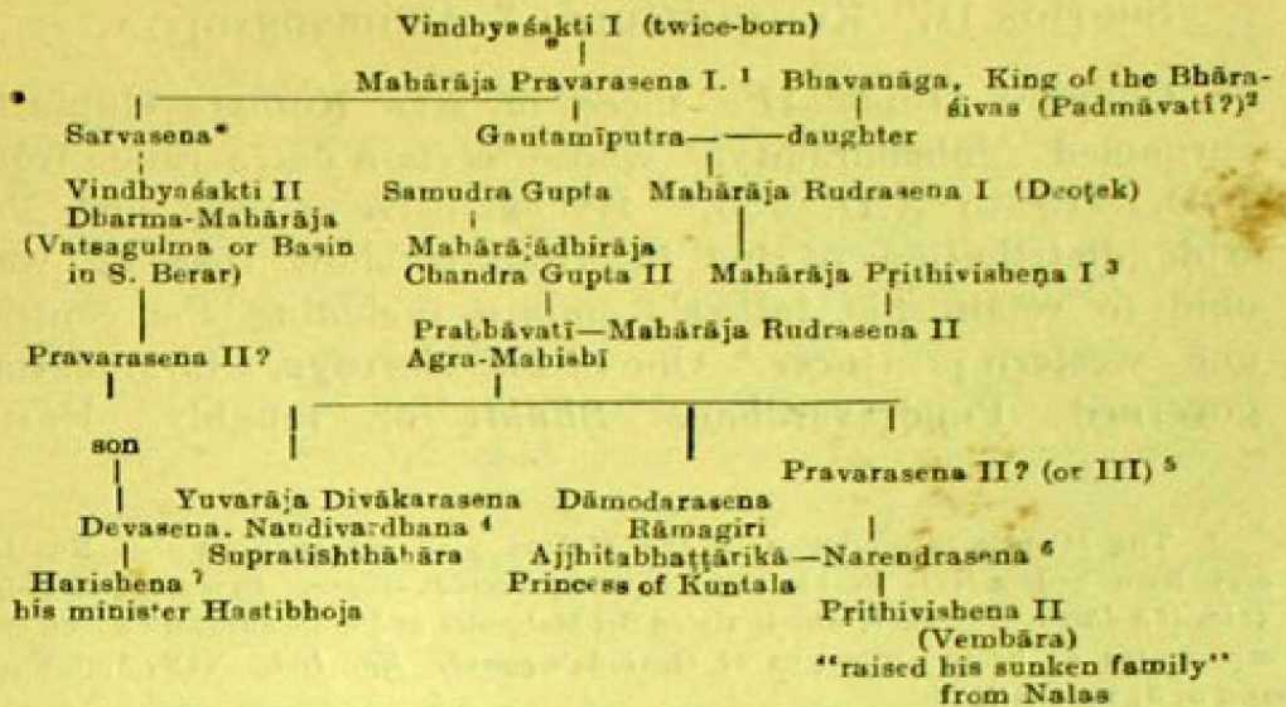 Vindhyaśakti I (twice-born)
Mahārāja Pravarasena I. ¹ Bhavanāga, King of the Bhāra-
śivas (Padmāvatī?)²
Sarvasena* Gautamīputra— —daughter
Vindhyaśakti II Samudra Gupta Mahārāja Rudrasena I (Deoṭek)
Dharma-Mahārāja
(Vatsagulma or Basin Mahārājādhirāja
in S. Berar) Chandra Gupta II Mahārāja Pṛithivisheṇa I ³
Prabhāvatī—Mahārāja Rudrasena II
Pravarasena II? Agra-Mahishī
son
Pravarasena II? (or III) ⁵
Yuvarāja Divākarasena Dāmodarasena
Devasena. Nandivardhana ⁴ Rāmagiri
Supratishṭhāhāra Ajjhitabhaṭṭārikā—Narendrasena ⁶
Harisheṇa ⁷ Princess of Kuntala
his minister Hastibhoja Pṛithivisheṇa II
(Vembāra)
"raised his sunken family"
from Nalas